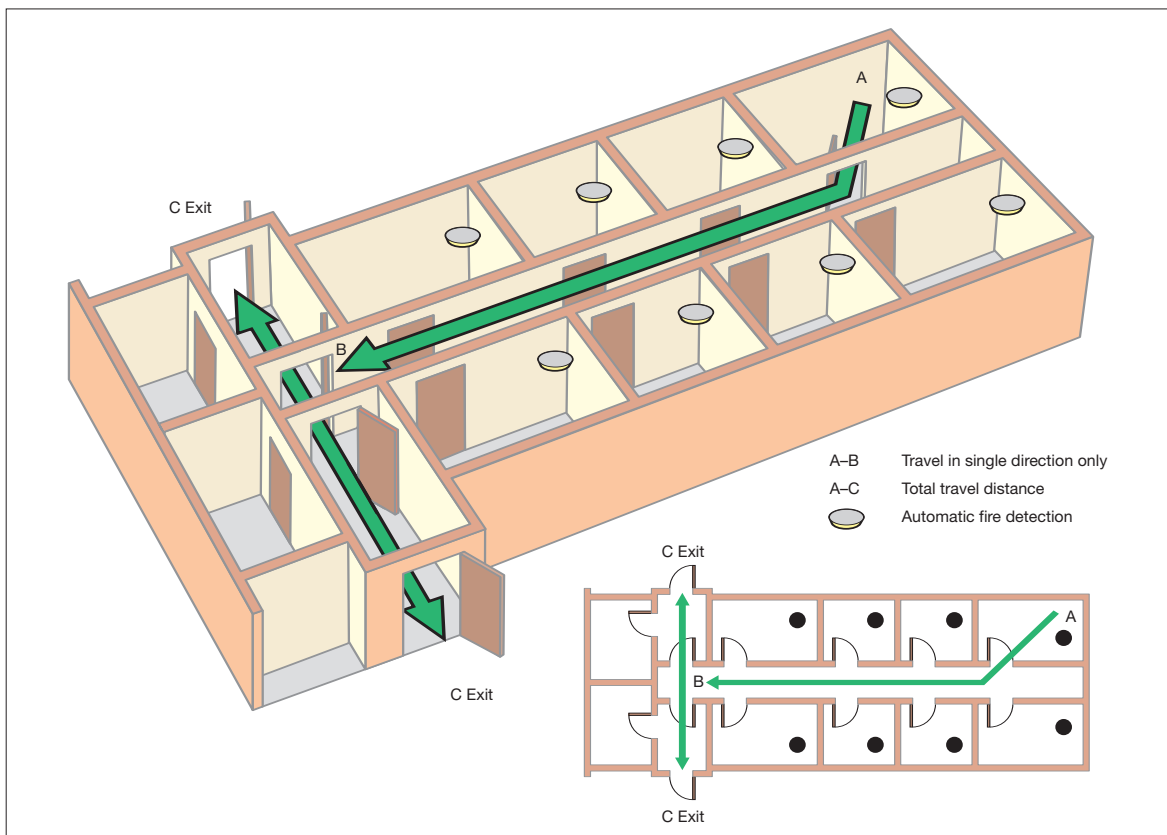 A
C Exit
B
A–B Travel in single direction only
A–C Total travel distance
Automatic fire detection
C Exit
C Exit
A
B
C Exit